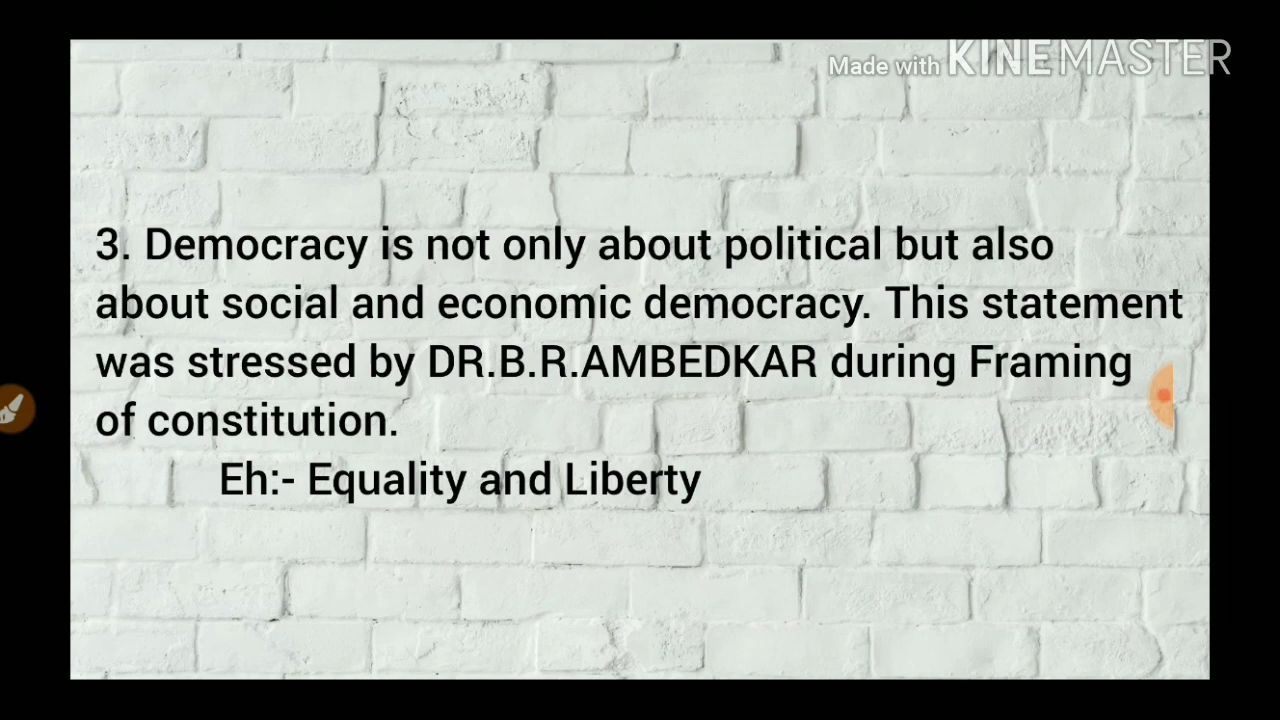 Made with KINEMASTER
3. Democracy is not only about political but also
about social and economic democracy. This statement
was stressed by DR.B.R.AMBEDKAR during Framing
of constitution.
Eh:- Equality and Liberty